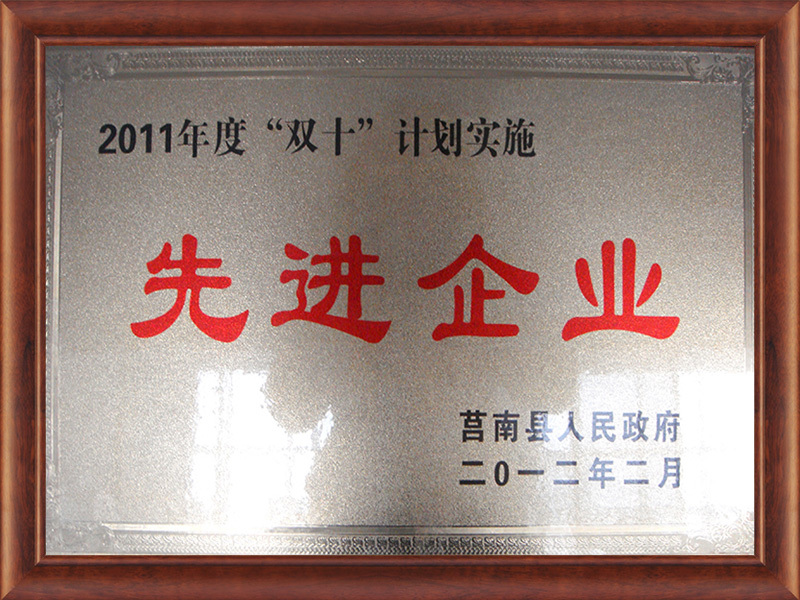 2011年度“双十”计划实施
先进企业
莒南县人民政府
二0一二年二月